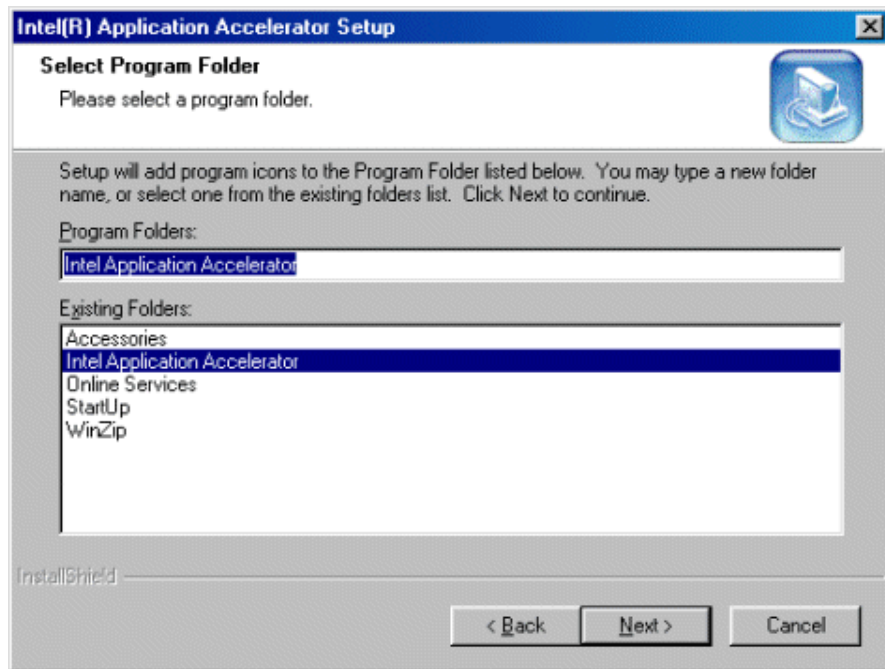 Intel(R) Application Accelerator Setup
Select Program Folder
Please select a program folder.
Setup will add program icons to the Program Folder listed below. You may type a new folder
name, or select one from the existing folders list. Click Next to continue.
Program Folders:
Intel Application Accelerator
Existing Folders:
Accessories
Intel Application Accelerator
Online Services
StartUp
WinZip
InstallShield
< Back Next > Cancel